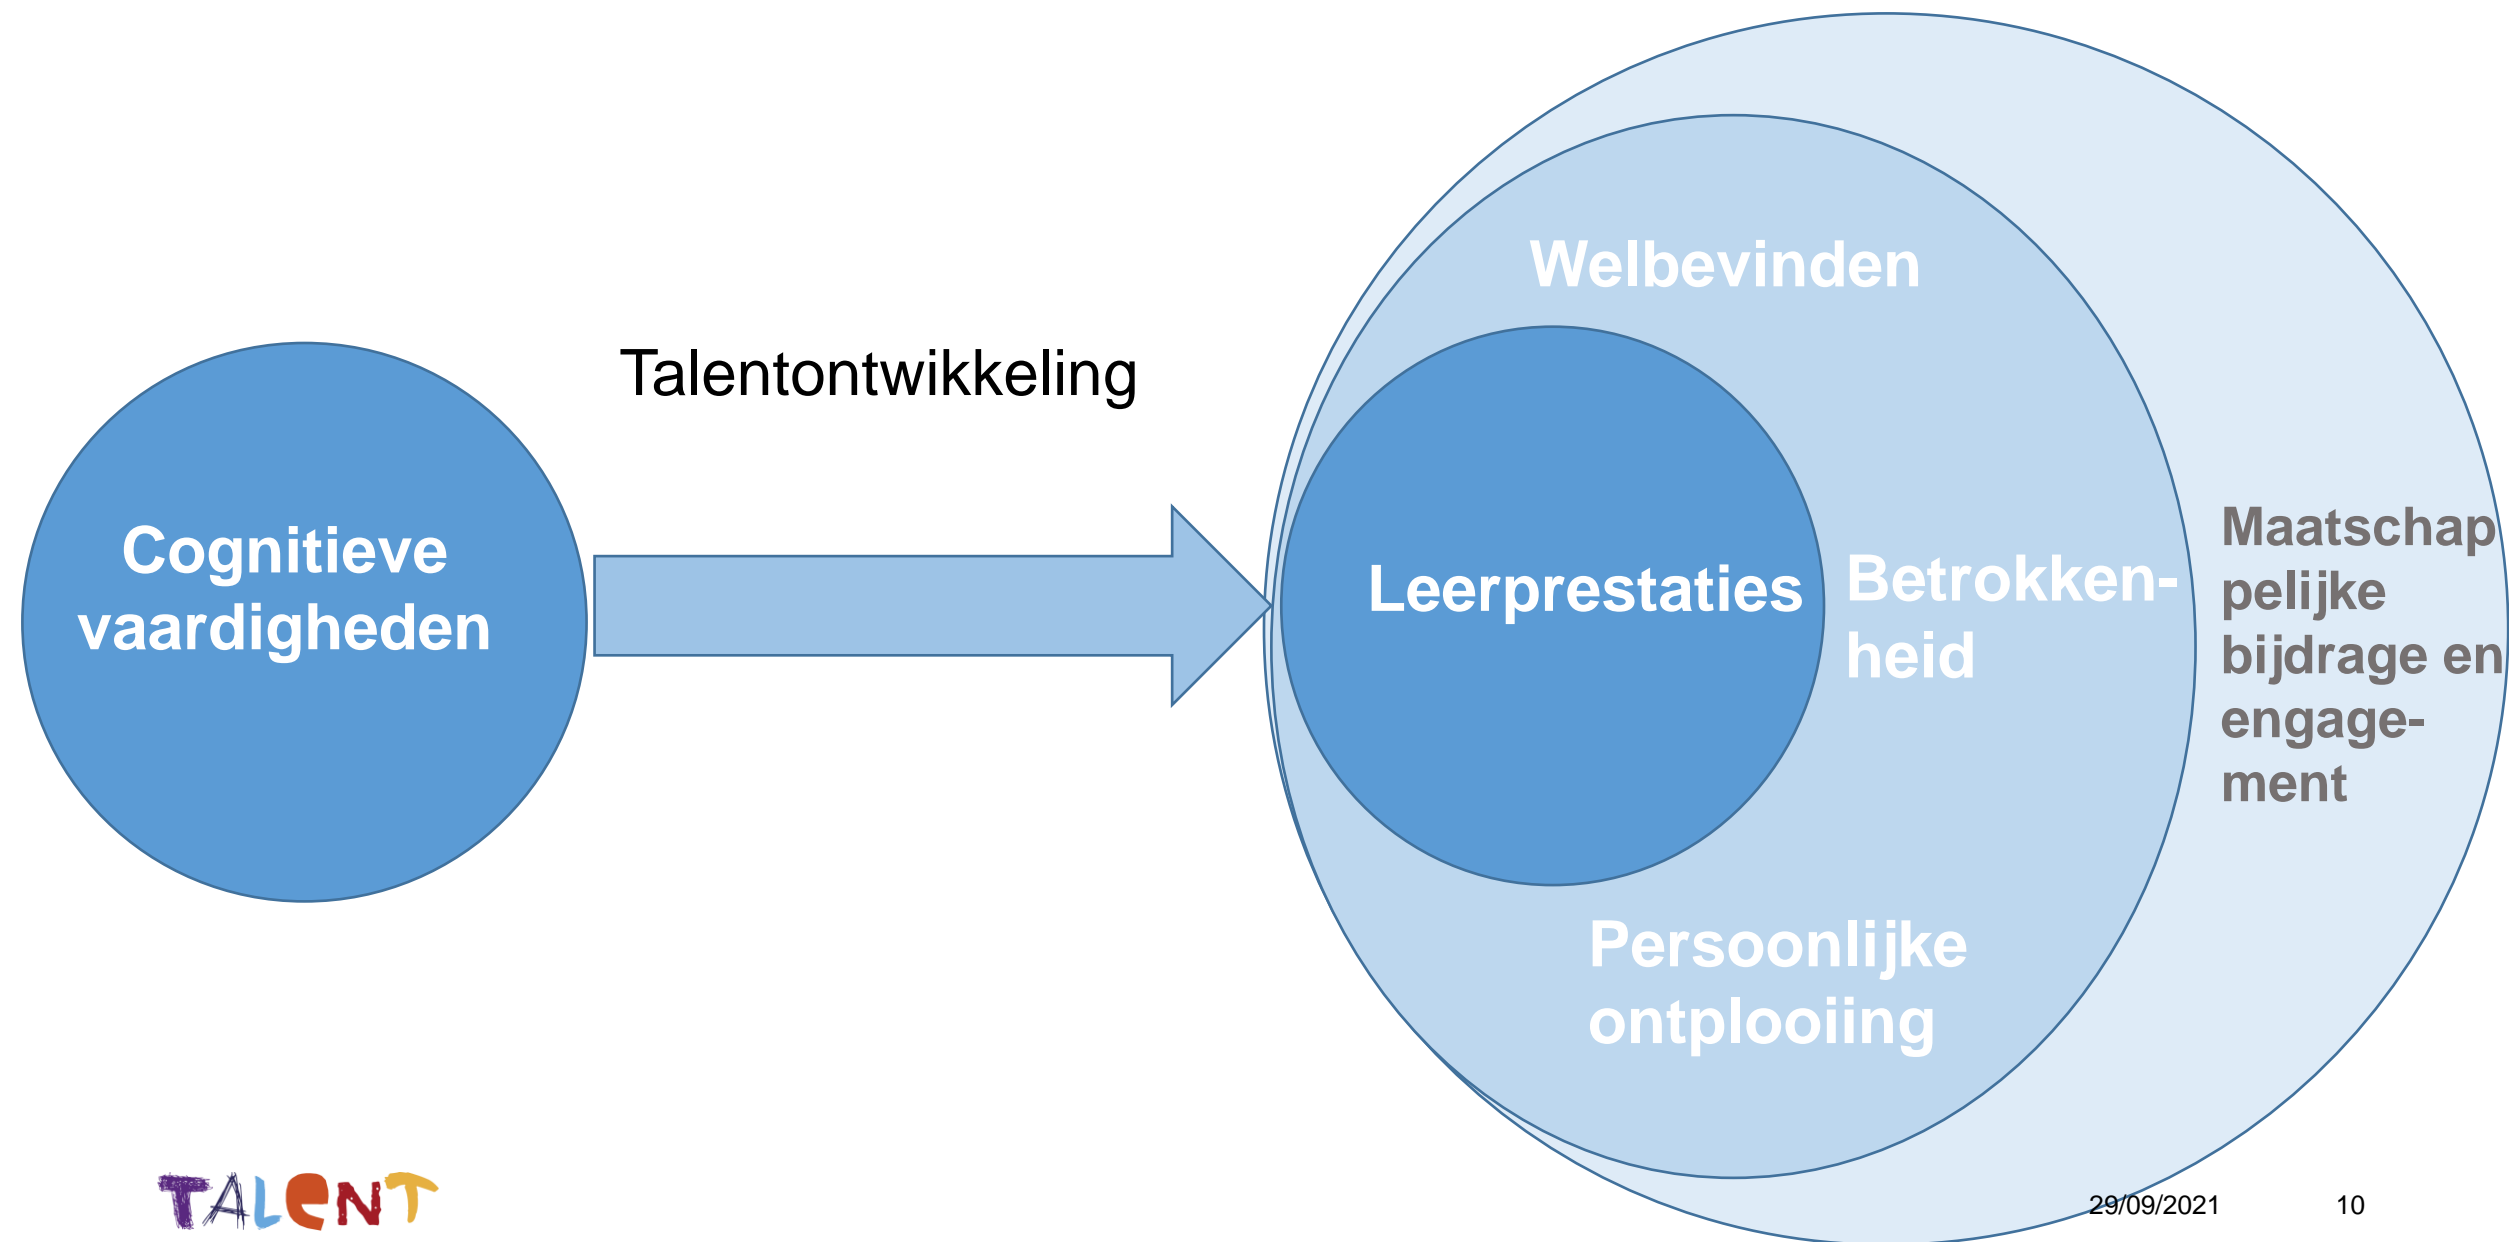 Cognitieve
vaardigheden
Talentontwikkeling
Welbevinden
Leerprestaties
Betrokken-
heid
Persoonlijke
ontplooiing
Maatschap
pelijke
bijdrage en
engage-
ment
TALENT
29/09/2021
10